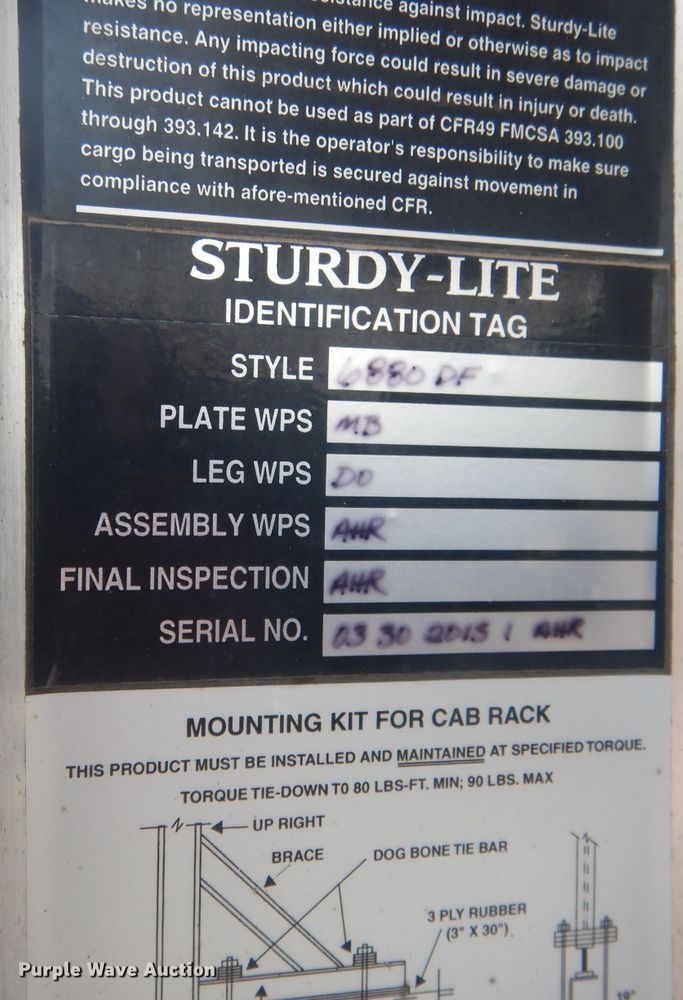 makes no representation either implied or otherwise as to impact
resistance against impact. Sturdy-Lite
resistance. Any impacting force could result in severe damage or
destruction of this product which could result in injury or death.
This product cannot be used as part of CFR49 FMCSA 393.100
through 393.142. It is the operator's responsibility to make sure
cargo being transported is secured against movement in
compliance with afore-mentioned CFR.
STURDY-LITE
IDENTIFICATION TAG
STYLE 6880 DF
PLATE WPS MB
LEG WPS DO
ASSEMBLY WPS AHR
FINAL INSPECTION AHR
SERIAL NO. 03 30 2015 1 AHR
MOUNTING KIT FOR CAB RACK
THIS PRODUCT MUST BE INSTALLED AND MAINTAINED AT SPECIFIED TORQUE.
TORQUE TIE-DOWN TO 80 LBS-FT. MIN; 90 LBS. MAX
UP RIGHT
BRACE
DOG BONE TIE BAR
3 PLY RUBBER
(3" X 30")
19"
Purple Wave Auction